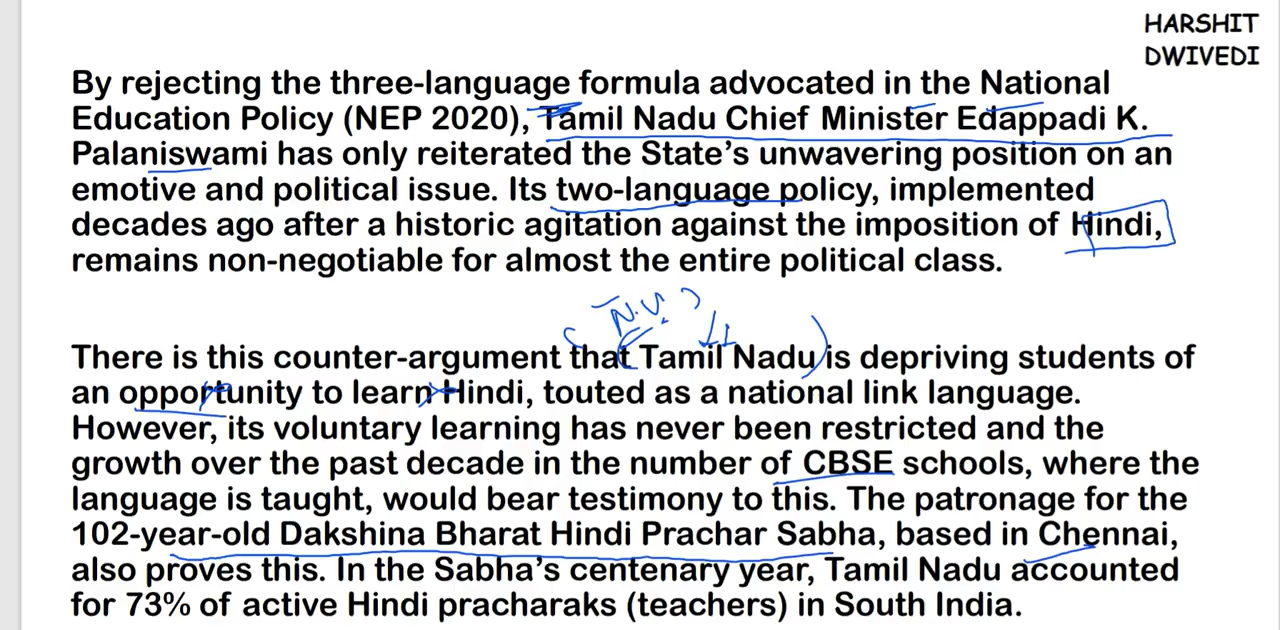 HARSHIT
DWIVEDI
By rejecting the three-language formula advocated in the National
Education Policy (NEP 2020), Tamil Nadu Chief Minister Edappadi K.
Palaniswami has only reiterated the State's unwavering position on an
emotive and political issue. Its two-language policy, implemented
decades ago after a historic agitation against the imposition of Hindi,
remains non-negotiable for almost the entire political class.
There is this counter-argument that Tamil Nadu is depriving students of
an opportunity to learn Hindi, touted as a national link language.
However, its voluntary learning has never been restricted and the
growth over the past decade in the number of CBSE schools, where the
language is taught, would bear testimony to this. The patronage for the
102-year-old Dakshina Bharat Hindi Prachar Sabha, based in Chennai,
also proves this. In the Sabha's centenary year, Tamil Nadu accounted
for 73% of active Hindi pracharaks (teachers) in South India.